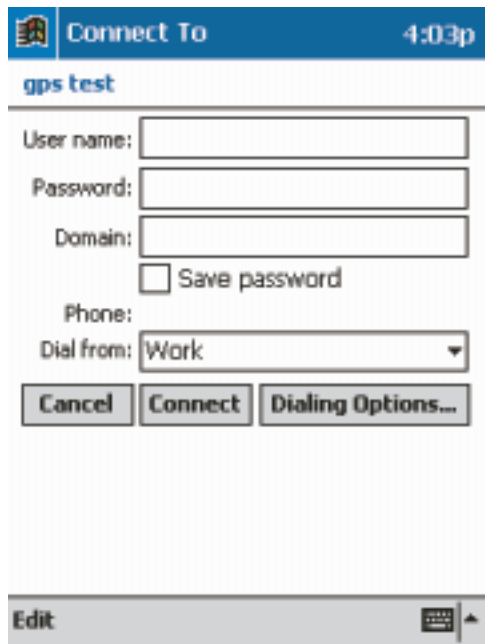 Connect To 4:03p
gps test
User name:
Password:
Domain:
Save password
Phone:
Dial from: Work
Cancel Connect Dialing Options...
Edit